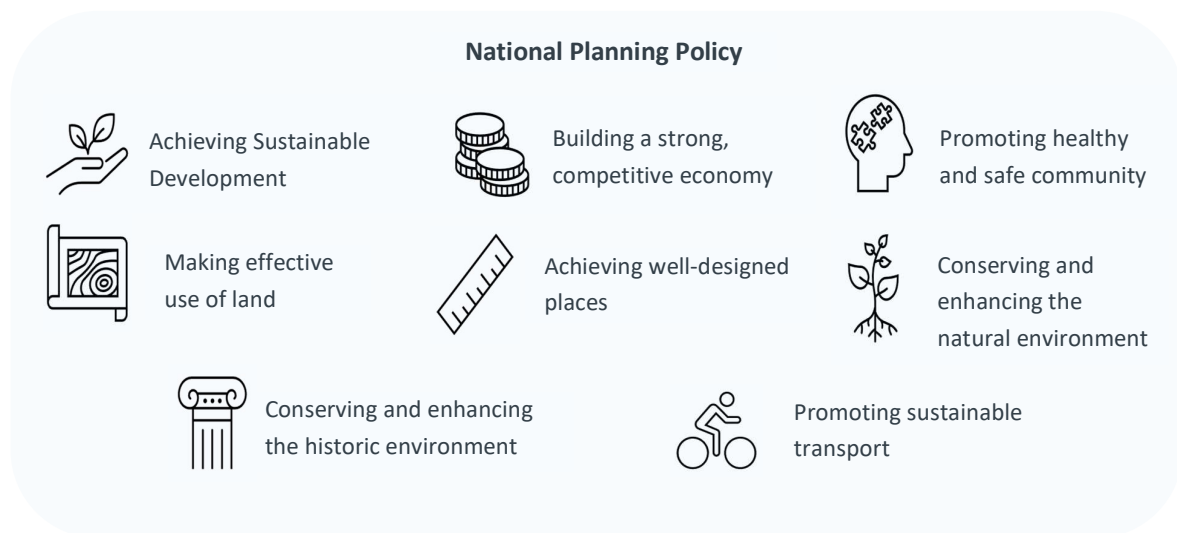 National Planning Policy
Achieving Sustainable
Development
Building a strong,
competitive economy
Promoting healthy
and safe community
Making effective
use of land
Achieving well-designed
places
Conserving and
enhancing the
natural environment
Conserving and enhancing
the historic environment
Promoting sustainable
transport